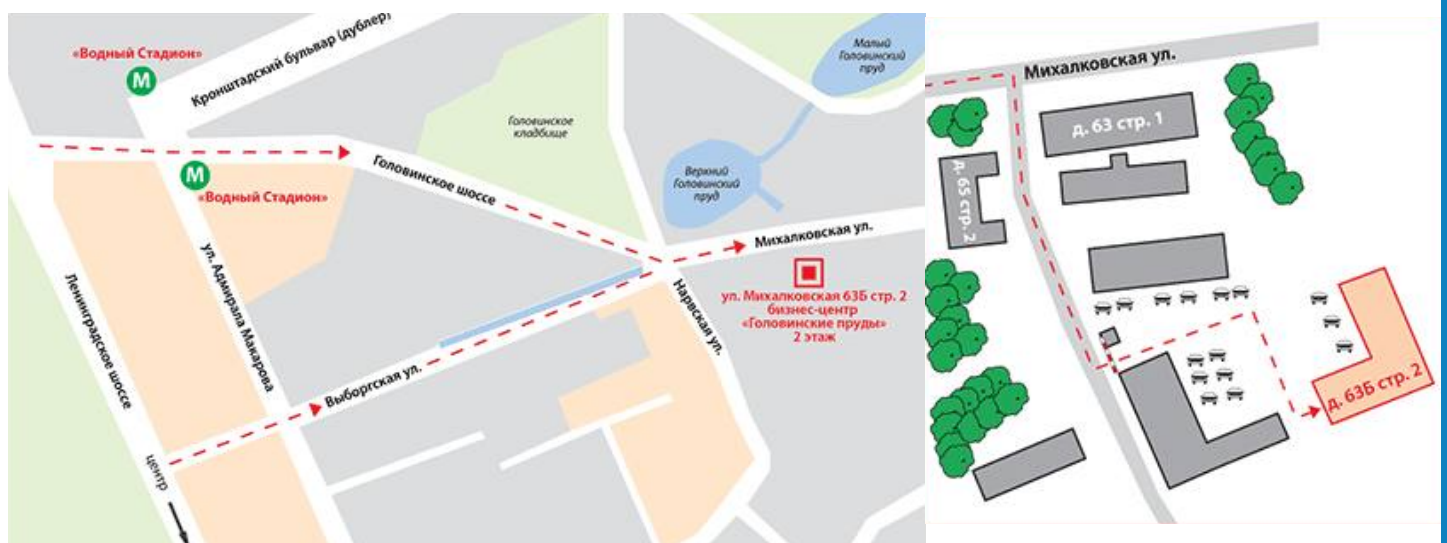 «Водный Стадион»
М
Кронштадский бульвар (дублер)
Малый
Головинский
пруд
Головинское
кладбище
М
«Водный Стадион»
Головинское шоссе
Верхний
Головинский
пруд
Михалковская ул.
ул. Михалковская 63Б стр. 2
бизнес-центр
«Головинские пруды»
2 этаж
Ленинградское шоссе
ул. Адмирала Макарова
Нарвская ул.
Выборгская ул.
центр
Михалковская ул.
д. 63 стр. 1
д. 65 стр. 2
д. 63Б стр. 2